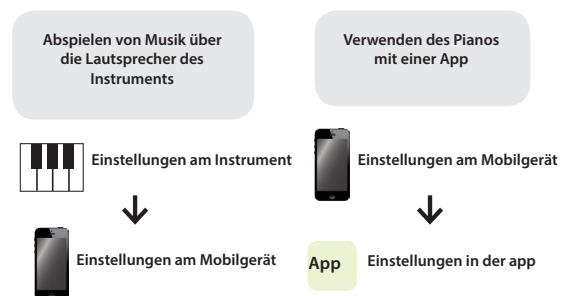 Abspielen von Musik über
die Lautsprecher des
Instruments
Einstellungen am Instrument
Einstellungen am Mobilgerät
Verwenden des Pianos
mit einer App
Einstellungen am Mobilgerät
App
Einstellungen in der app